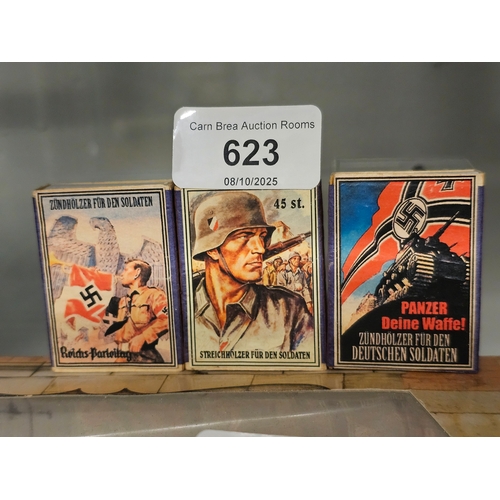 Carn Brea Auction Rooms
623
08/10/2025
ZÜNDHÖLZER FÜR DEN SOLDATEN
Reichs-Parteitag
45 st.
STREICHHÖLZER FÜR DEN SOLDATEN
PANZER
Deine Waffe!
ZÜNDHÖLZER FÜR DEN
DEUTSCHEN SOLDATEN